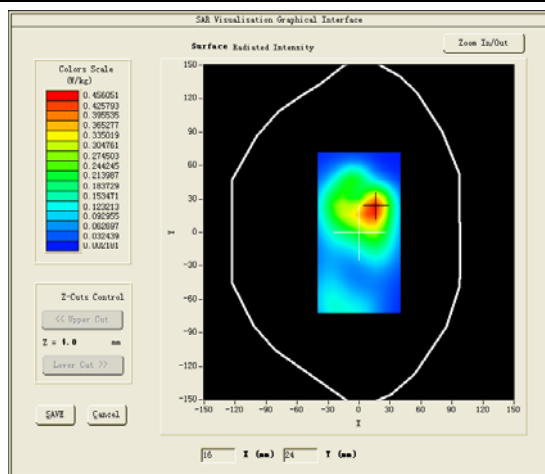 SAR Visualisation Graphical Interface
Surface Radiated Intensity
Zoom In/Out
Colors Scale
(W/kg)
0.456051
0.425793
0.395535
0.365277
0.335019
0.304761
0.274503
0.244245
0.213987
0.183729
0.153471
0.123213
0.092955
0.062697
0.032439
0.002181
Z-Cuts Control
<< Upper Cut
Z = 4.0 mm
Lower Cut >>
SAVE
Cancel
150
120
90
60
30
0
-30
-60
-90
-120
-150
Y
-150 -120 -90 -60 -30 0 30 60 90 120 150
X
16 X (mm) 24 Y (mm)